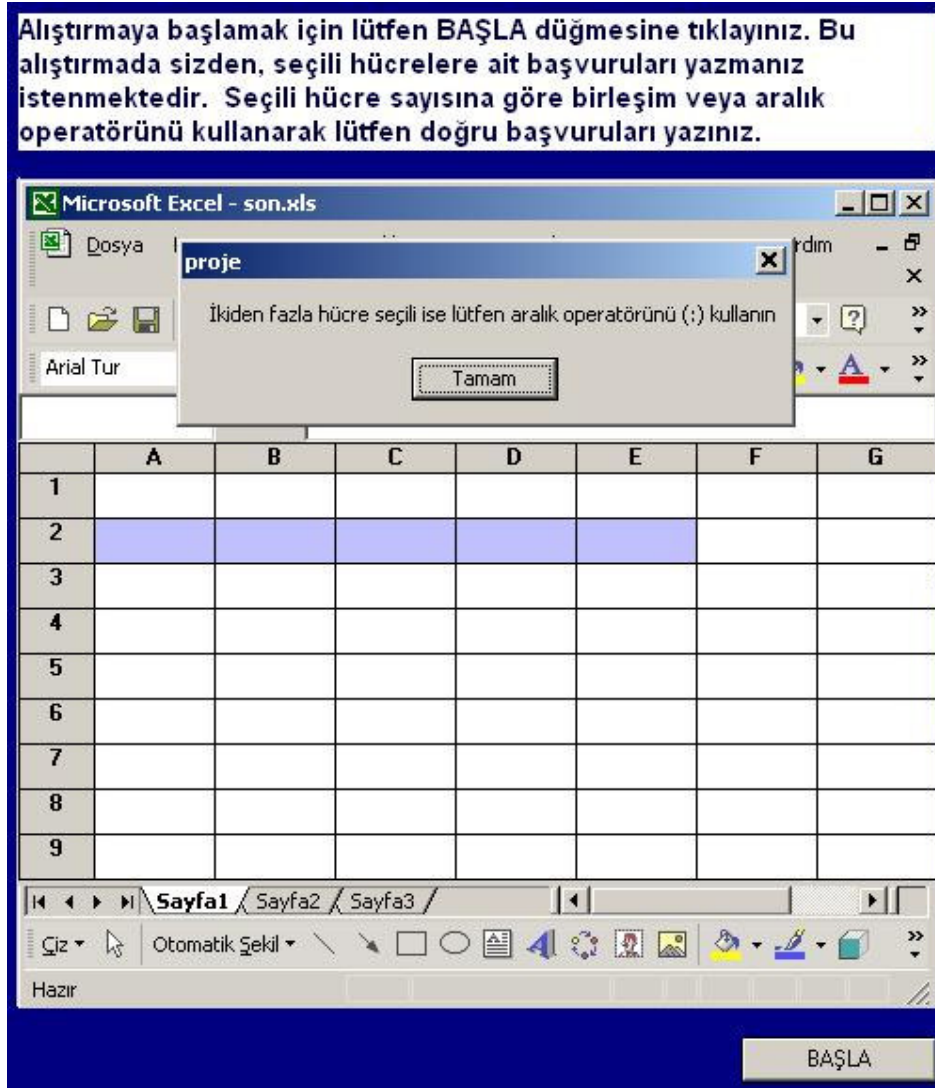 Alıştırmaya başlamak için lütfen BAŞLA düğmesine tıklayınız. Bu
alıştırmada sizden, seçili hücrelere ait başvuruları yazmanız
istenmektedir. Seçili hücre sayısına göre birleşim veya aralık
operatörünü kullanarak lütfen doğru başvuruları yazınız.
Microsoft Excel - son.xls
Dosya
proje
İkiden fazla hücre seçili ise lütfen aralık operatörünü (:) kullanın
Arial Tur
Tamam
A B C D E F G
1
2
3
4
5
6
7
8
9
Sayfa1 Sayfa2 Sayfa3
Çiz Otomatik Şekil
Hazır
BAŞLA